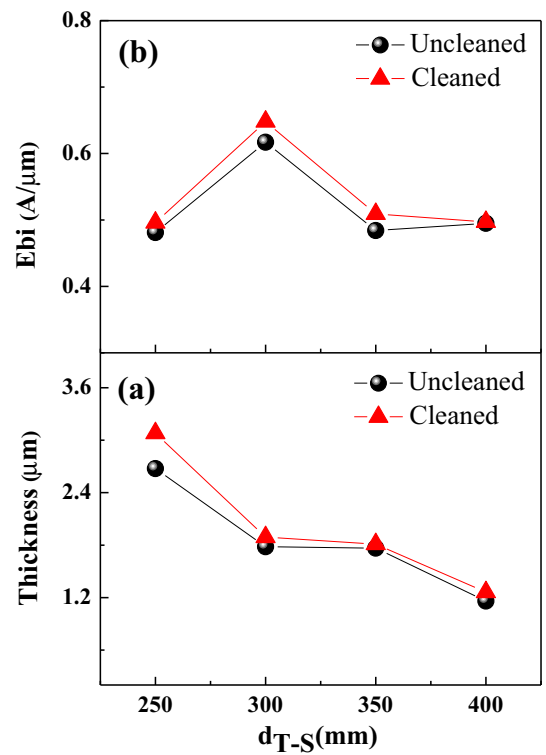 0.8
(b)
Uncleaned
Cleaned
0.6
0.4
Ebi (A/μm)
3.6
(a)
Uncleaned
Cleaned
2.4
1.2
Thickness (μm)
250 300 350 400
dT-S(mm)